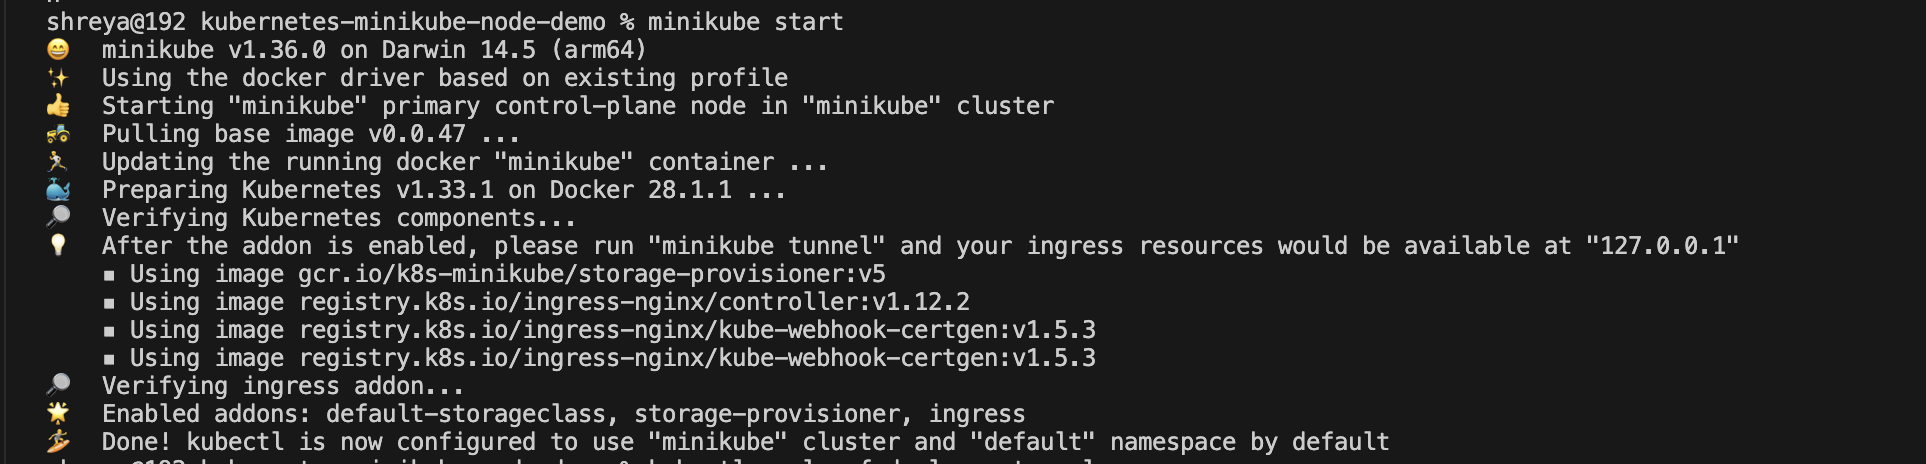 shreya@192 kubernetes-minikube-node-demo % minikube start
😄 minikube v1.36.0 on Darwin 14.5 (arm64)
✨ Using the docker driver based on existing profile
👍 Starting "minikube" primary control-plane node in "minikube" cluster
🚜 Pulling base image v0.0.47 ...
🏃 Updating the running docker "minikube" container ...
🐳 Preparing Kubernetes v1.33.1 on Docker 28.1.1 ...
🔎 Verifying Kubernetes components...
💡 After the addon is enabled, please run "minikube tunnel" and your ingress resources would be available at "127.0.0.1"
▪ Using image gcr.io/k8s-minikube/storage-provisioner:v5
▪ Using image registry.k8s.io/ingress-nginx/controller:v1.12.2
▪ Using image registry.k8s.io/ingress-nginx/kube-webhook-certgen:v1.5.3
▪ Using image registry.k8s.io/ingress-nginx/kube-webhook-certgen:v1.5.3
🔎 Verifying ingress addon...
🌟 Enabled addons: default-storageclass, storage-provisioner, ingress
🏄 Done! kubectl is now configured to use "minikube" cluster and "default" namespace by default